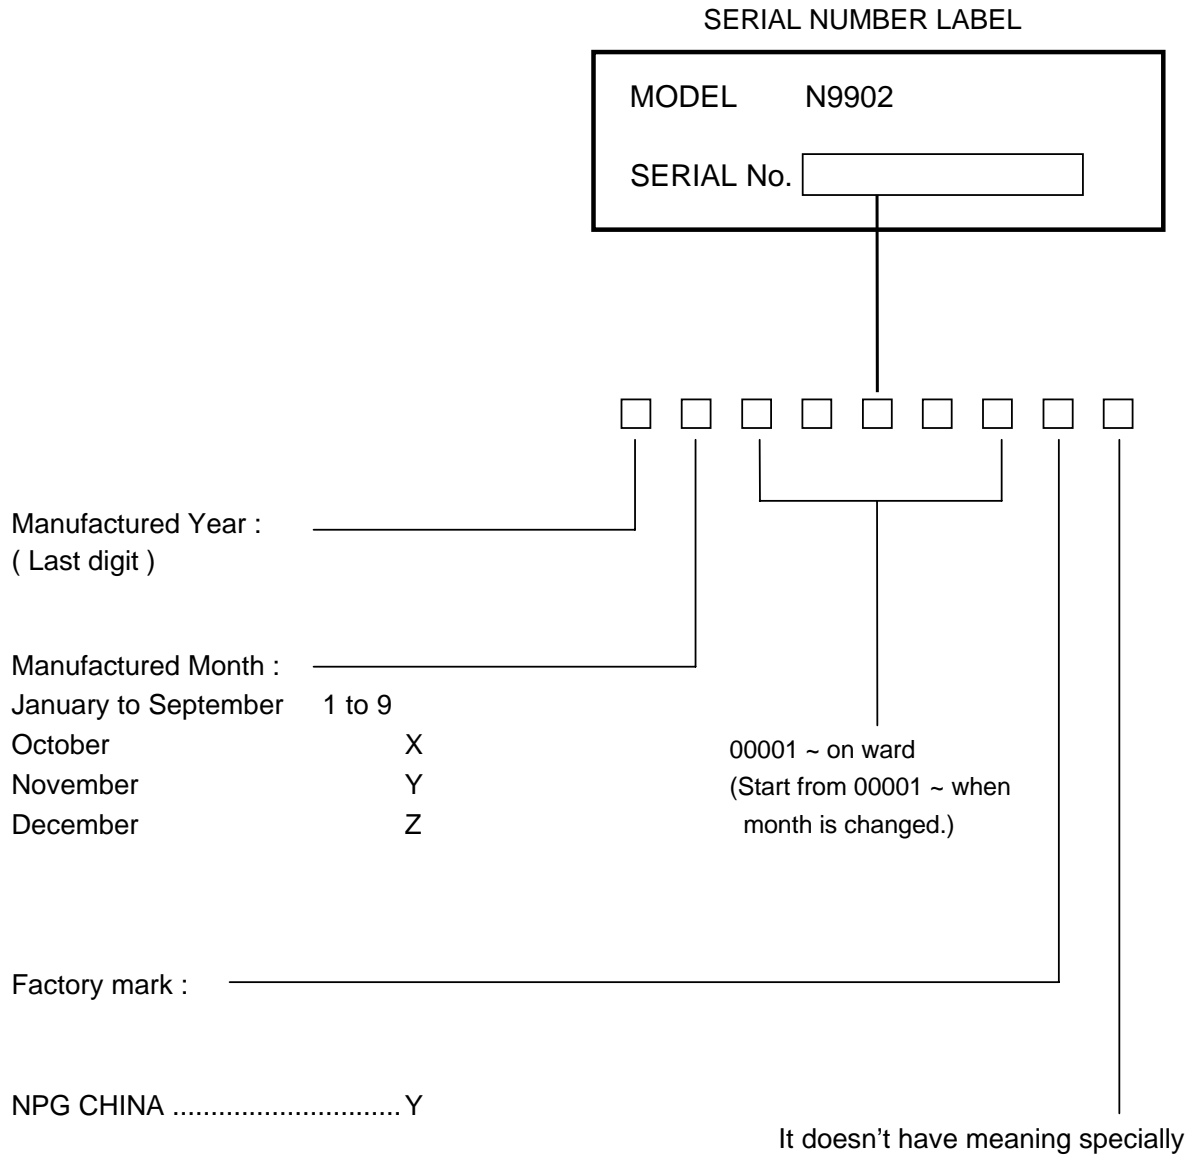 SERIAL NUMBER LABEL
MODEL N9902
SERIAL No.
Manufactured Year :
( Last digit )
Manufactured Month :
January to September 1 to 9
October X
November Y
December Z
00001 ~ on ward
(Start from 00001 ~ when
month is changed.)
Factory mark :
NPG CHINA ..............................Y
It doesn't have meaning specially